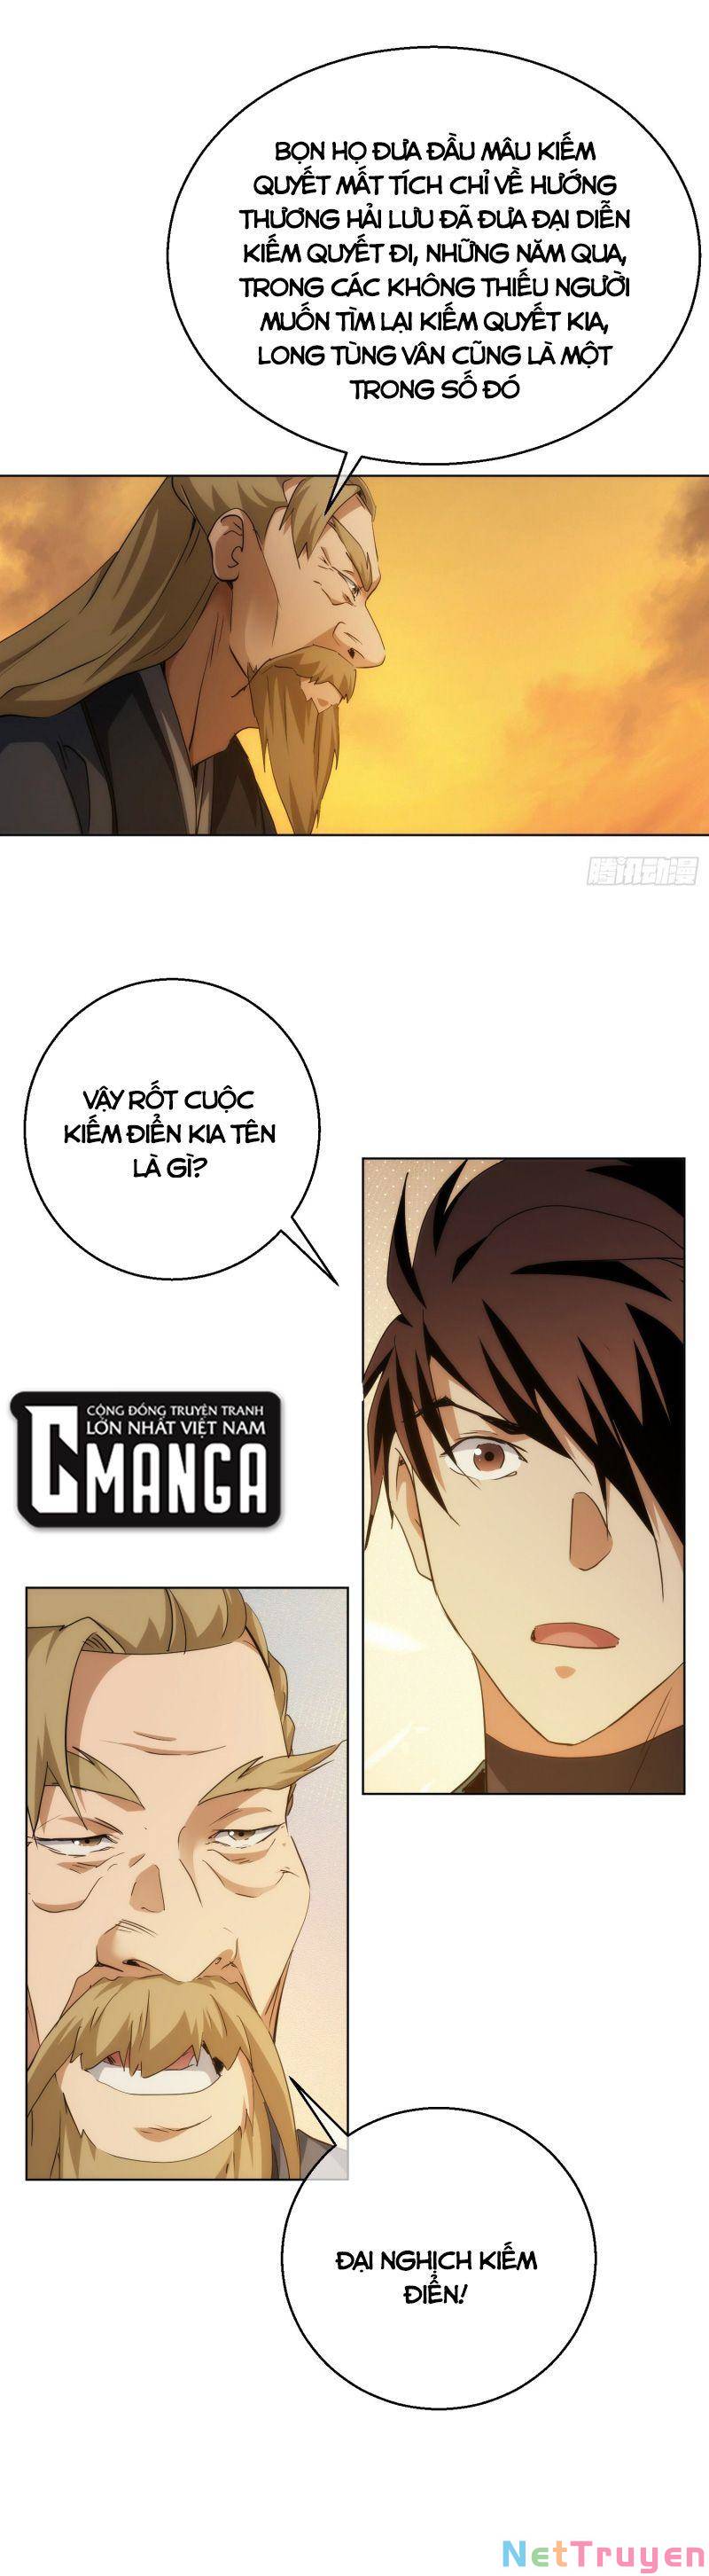 BỌN HỌ ĐƯA ĐẦU MÂU KIẾM
QUYẾT MẤT TÍCH CHỈ VỀ HƯỚNG
THƯƠNG HẢI LƯU ĐÃ ĐƯA ĐẠI DIỄN
KIẾM QUYẾT ĐI, NHỮNG NĂM QUA,
TRONG CÁC KHÔNG THIẾU NGƯỜI
MUỐN TÌM LẠI KIẾM QUYẾT KIA,
LONG TÙNG VÂN CŨNG LÀ MỘT
TRONG SỐ ĐÓ
腾讯动漫
VẬY RỐT CUỘC
KIẾM ĐIỂN KIA TÊN
LÀ GÌ?
CỘNG ĐỒNG TRUYỆN TRANH
LỚN NHẤT VIỆT NAM
CMANGA
ĐẠI NGHỊCH KIẾM
ĐIỂN!
NetTruyen